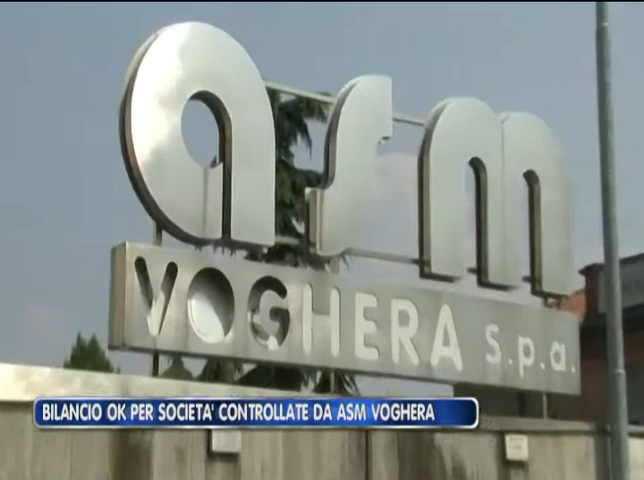 asm
VOGHERA s.p.a.
BILANCIO OK PER SOCIETA' CONTROLLATE DA ASM VOGHERA